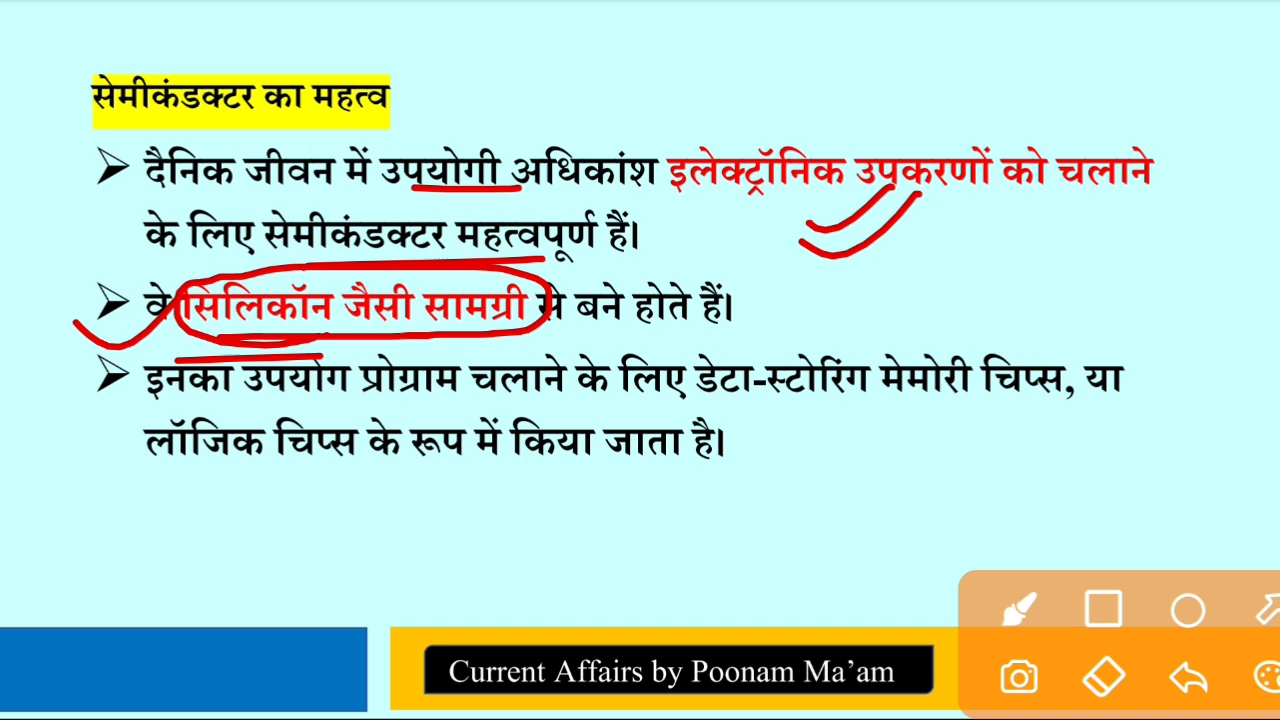 सेमीकंडक्टर का महत्व
➢ दैनिक जीवन में उपयोगी अधिकांश इलेक्ट्रॉनिक उपकरणों को चलाने
के लिए सेमीकंडक्टर महत्वपूर्ण हैं।
➢ वे सिलिकॉन जैसी सामग्री से बने होते हैं।
➢ इनका उपयोग प्रोग्राम चलाने के लिए डेटा-स्टोरिंग मेमोरी चिप्स, या
लॉजिक चिप्स के रूप में किया जाता है।
Current Affairs by Poonam Ma’am